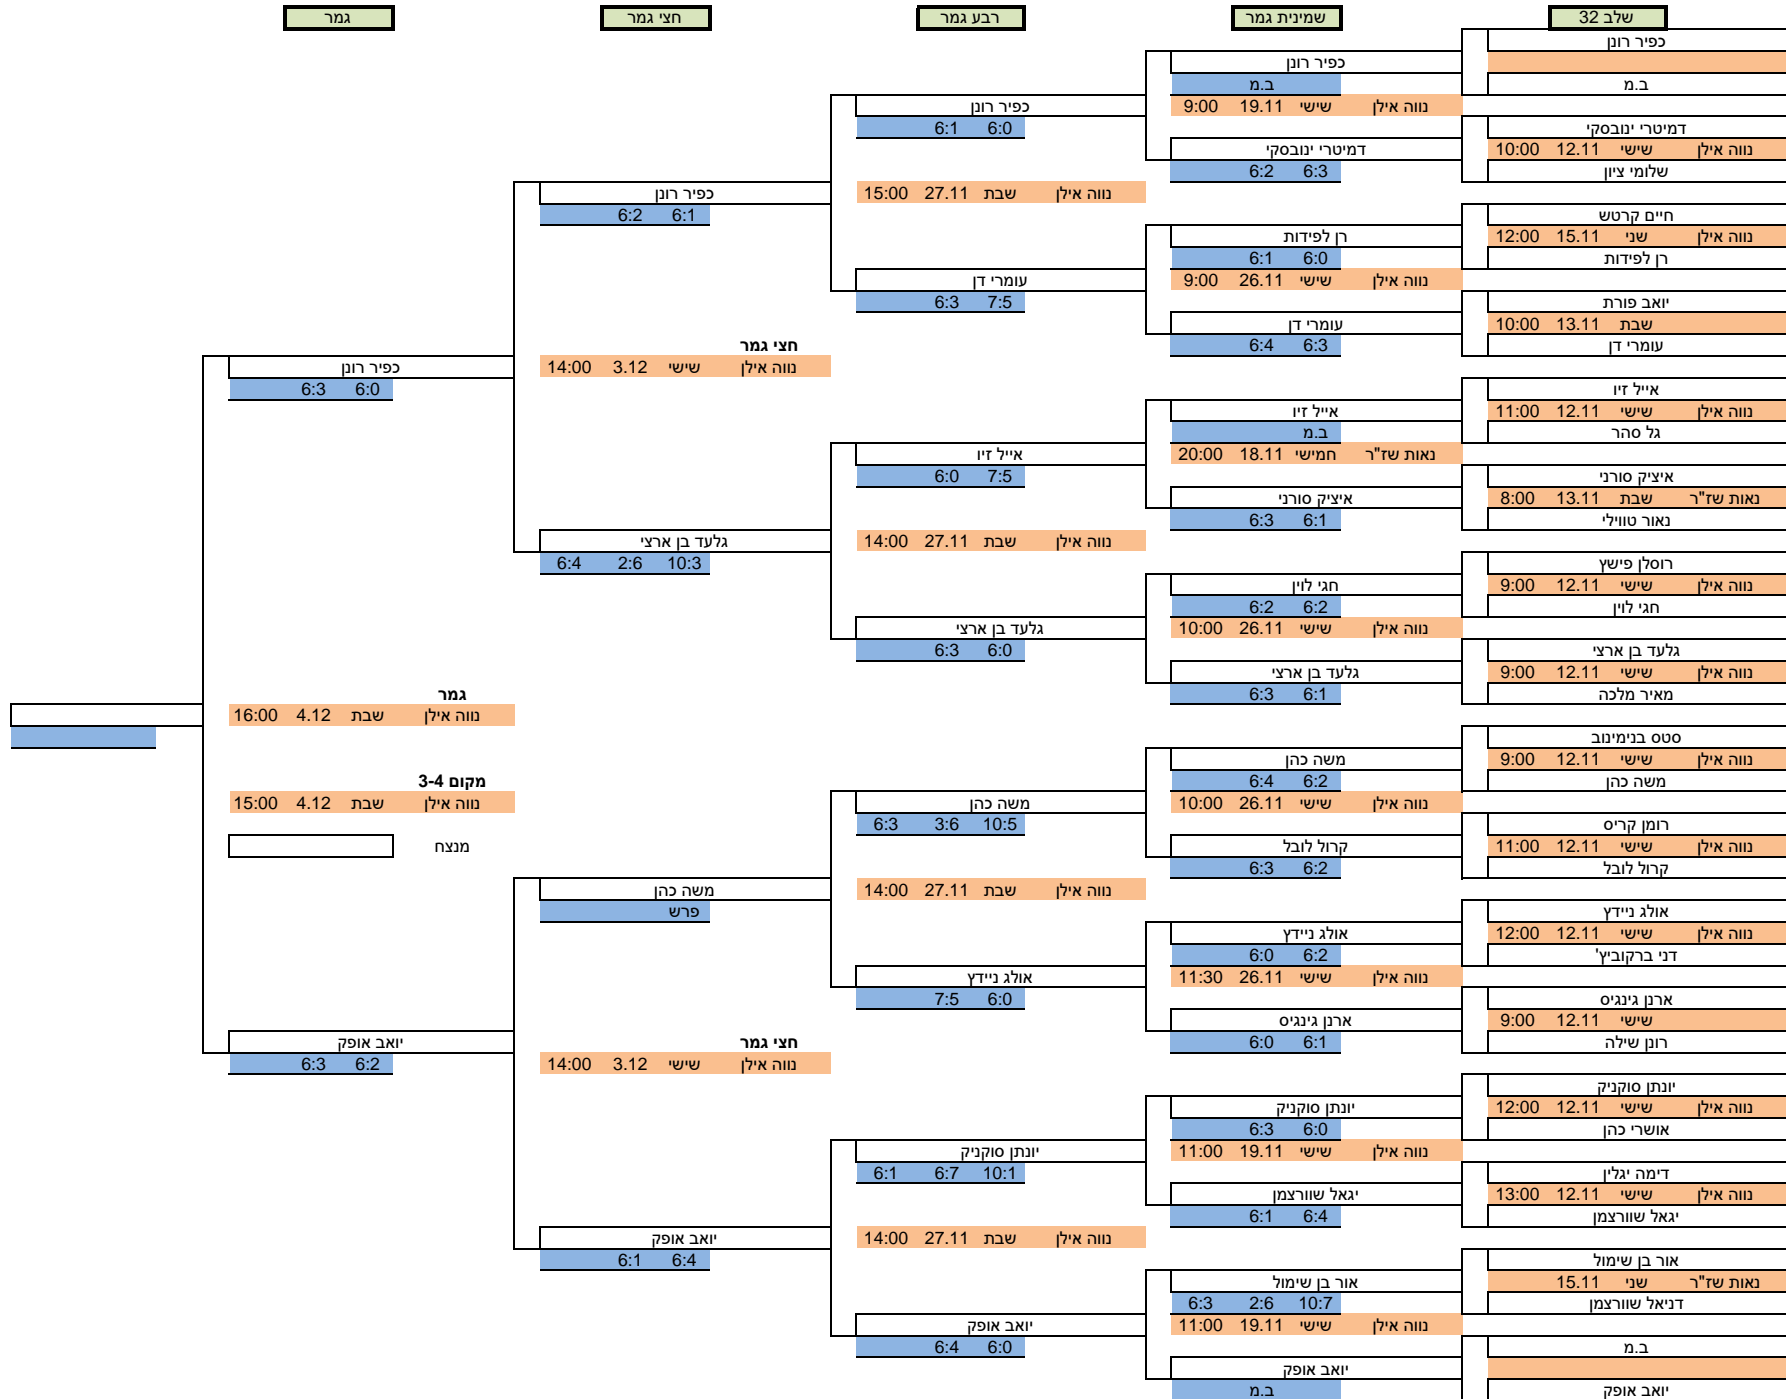 שלב 32 שמינית גמר רבע גמר חצי גמר גמר
כפיר רונן
כפיר רונן
ב.מ ב.מ
נווה אילן שישי 19.11 9:00 כפיר רונן
דמיטרי ינובסקי 6:0 6:1
נווה אילן שישי 12.11 10:00 דמיטרי ינובסקי
שלומי ציון 6:3 6:2
נווה אילן שבת 27.11 15:00 כפיר רונן
חיים קרטש 6:1 6:2
נווה אילן שני 15.11 12:00 רן לפידות
רן לפידות 6:0 6:1
נווה אילן שישי 26.11 9:00 עומרי דן
יואב פורת 7:5 6:3
שבת 13.11 10:00 עומרי דן
עומרי דן 6:3 6:4 חצי גמר
נווה אילן שישי 3.12 14:00 כפיר רונן
אייל זיו 6:0 6:3
נווה אילן שישי 12.11 11:00 אייל זיו
גל סהר ב.מ
נאות שז"ר חמישי 18.11 20:00 אייל זיו
איציק סורני 7:5 6:0
נאות שז"ר שבת 13.11 8:00 איציק סורני
נאור טווילי 6:1 6:3
נווה אילן שבת 27.11 14:00 גלעד בן ארצי
רוסלן פישץ 10:3 2:6 6:4
נווה אילן שישי 12.11 9:00 חגי לוין
חגי לוין 6:2 6:2
נווה אילן שישי 26.11 10:00 גלעד בן ארצי
גלעד בן ארצי 6:0 6:3
נווה אילן שישי 12.11 9:00 גלעד בן ארצי
מאיר מלכה 6:1 6:3 גמר
נווה אילן שבת 4.12 16:00
סטס בנימינוב
נווה אילן שישי 12.11 9:00 משה כהן
משה כהן 6:2 6:4 מקום 3-4
נווה אילן שישי 26.11 10:00 משה כהן נווה אילן שבת 4.12 15:00
רומן קריס 10:5 3:6 6:3
נווה אילן שישי 12.11 11:00 קרול לובל מנצח
קרול לובל 6:2 6:3
נווה אילן שבת 27.11 14:00 משה כהן
אולג ניידץ פרש
נווה אילן שישי 12.11 12:00 אולג ניידץ
דני ברקוביץ' 6:2 6:0
נווה אילן שישי 26.11 11:30 אולג ניידץ
ארנן גינגיס 6:0 7:5
שישי 12.11 9:00 ארנן גינגיס
רונן שילה 6:1 6:0 חצי גמר יואב אופק
נווה אילן שישי 3.12 14:00 6:2 6:3
יונתן סוקניק
נווה אילן שישי 12.11 12:00 יונתן סוקניק
אושרי כהן 6:0 6:3
נווה אילן שישי 19.11 11:00 יונתן סוקניק
דימה יגלין 10:1 6:7 6:1
נווה אילן שישי 12.11 13:00 יגאל שוורצמן
יגאל שוורצמן 6:4 6:1
נווה אילן שבת 27.11 14:00 יואב אופק
אור בן שימול 6:4 6:1
נאות שז"ר שני 15.11 אור בן שימול
דניאל שוורצמן 10:7 2:6 6:3
נווה אילן שישי 19.11 11:00 יואב אופק
ב.מ 6:0 6:4
יואב אופק
יואב אופק ב.מ